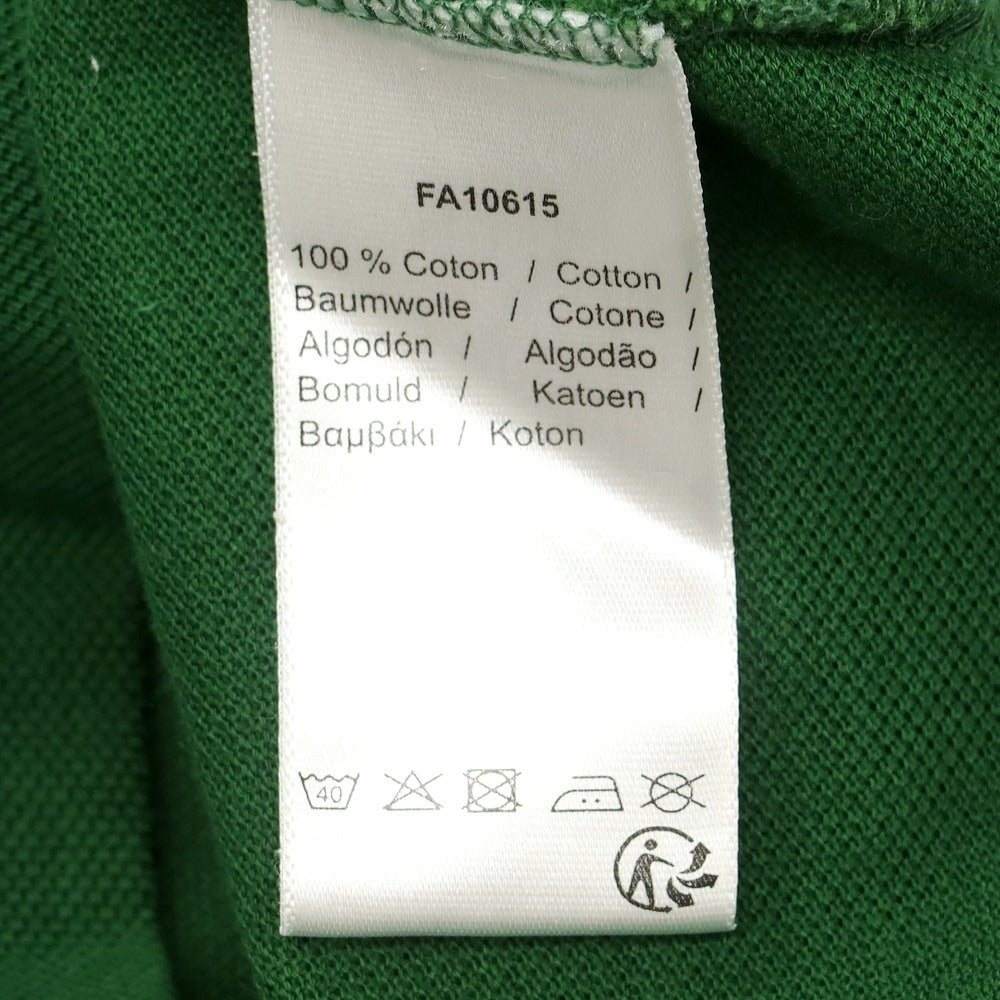 FA10615
100 % Coton / Cotton /
Baumwolle / Cotone /
Algodón / Algodão /
Bomuld / Katoen /
Βαμβάκι / Koton
40